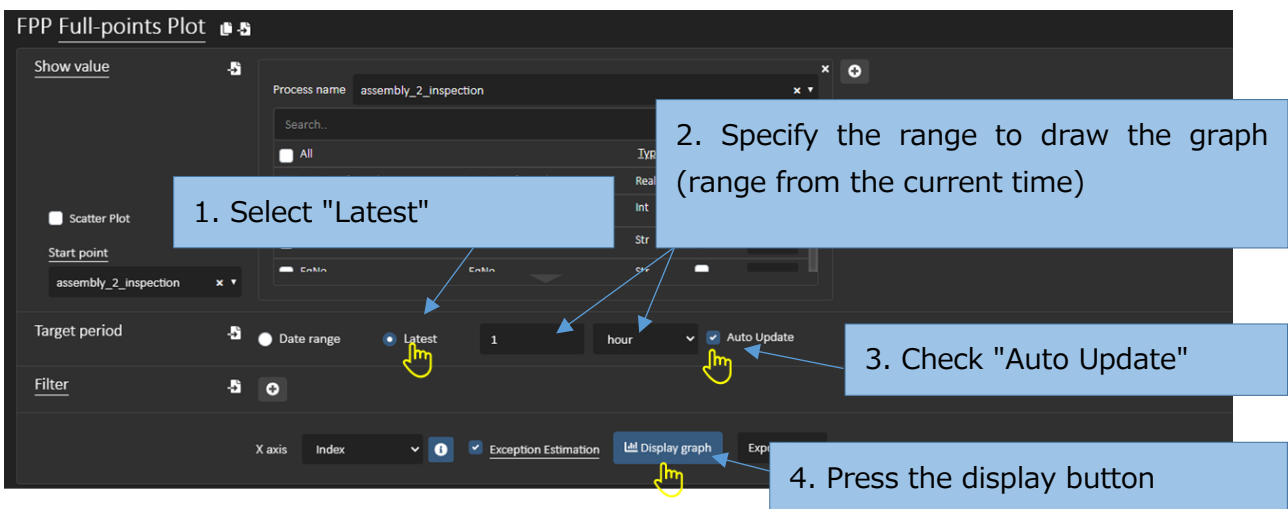 FPP Full-points Plot
Show value
Process name assembly_2_inspection
Search..
All
2. Specify the range to draw the graph
(range from the current time)
Real
1. Select "Latest"
Int
Scatter Plot
Str
Start point
assembly_2_inspection
Target period
Date range
Latest
1
hour
Auto Update
3. Check "Auto Update"
Filter
X axis
Index
Exception Estimation
Display graph
4. Press the display button